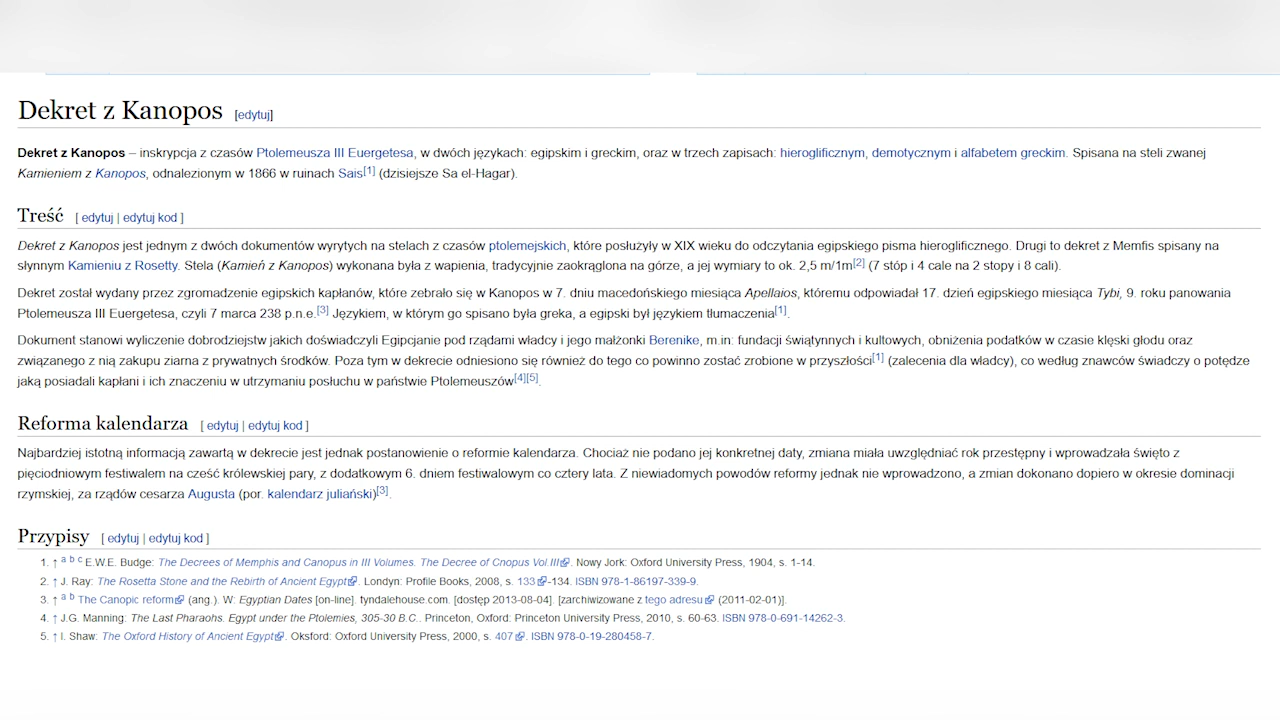 Dekret z Kanopos [edytuj]
Dekret z Kanopos – inskrypcja z czasów Ptolemeusza III Euergetesa, w dwóch językach: egipskim i greckim, oraz w trzech zapisach: hieroglificznym, demotycznym i alfabetem greckim. Spisana na steli zwanej
Kamieniem z Kanopos, odnalezionym w 1866 w ruinach Sais[1] (dzisiejsze Sa el-Hagar).
Treść [ edytuj | edytuj kod ]
Dekret z Kanopos jest jednym z dwóch dokumentów wyrytych na stelach z czasów ptolemejskich, które posłużyły w XIX wieku do odczytania egipskiego pisma hieroglificznego. Drugi to dekret z Memfis spisany na
słynnym Kamieniu z Rosetty. Stela (Kamień z Kanopos) wykonana była z wapienia, tradycyjnie zaokrąglona na górze, a jej wymiary to ok. 2,5 m/1m[2] (7 stóp i 4 cale na 2 stopy i 8 cali).
Dekret został wydany przez zgromadzenie egipskich kapłanów, które zebrało się w Kanopos w 7. dniu macedońskiego miesiąca Apellaios, któremu odpowiadał 17. dzień egipskiego miesiąca Tybi, 9. roku panowania
Ptolemeusza III Euergetesa, czyli 7 marca 238 p.n.e.[3] Językiem, w którym go spisano była greka, a egipski był językiem tłumaczenia[1].
Dokument stanowi wyliczenie dobrodziejstw jakich doświadczyli Egipcjanie pod rządami władcy i jego małżonki Berenike, m.in: fundacji świątynnych i kultowych, obniżenia podatków w czasie klęski głodu oraz
związanego z nią zakupu ziarna z prywatnych środków. Poza tym w dekrecie odniesiono się również do tego co powinno zostać zrobione w przyszłości[1] (zalecenia dla władcy), co według znawców świadczy o potędze
jaką posiadali kapłani i ich znaczeniu w utrzymaniu posłuchu w państwie Ptolemeuszów[4][5].
Reforma kalendarza [ edytuj | edytuj kod ]
Najbardziej istotną informacją zawartą w dekrecie jest jednak postanowienie o reformie kalendarza. Chociaż nie podano jej konkretnej daty, zmiana miała uwzględniać rok przestępny i wprowadzała święto z
pięciodniowym festiwalem na cześć królewskiej pary, z dodatkowym 6. dniem festiwalowym co cztery lata. Z niewiadomych powodów reformy jednak nie wprowadzono, a zmian dokonano dopiero w okresie dominacji
rzymskiej, za rządów cesarza Augusta (por. kalendarz juliański)[3].
Przypisy [ edytuj | edytuj kod ]
1. ↑ a b c E.W.E. Budge: The Decrees of Memphis and Canopus in III Volumes. The Decree of Cnopus Vol.III. Nowy Jork: Oxford University Press, 1904, s. 1-14.
2. ↑ J. Ray: The Rosetta Stone and the Rebirth of Ancient Egypt. Londyn: Profile Books, 2008, s. 133-134. ISBN 978-1-86197-339-9.
3. ↑ a b The Canopic reform (ang.). W: Egyptian Dates [on-line]. tyndalehouse.com. [dostęp 2013-08-04]. [zarchiwizowane z tego adresu (2011-02-01)].
4. ↑ J.G. Manning: The Last Pharaohs. Egypt under the Ptolemies, 305-30 B.C.. Princeton, Oxford: Princeton University Press, 2010, s. 60-63. ISBN 978-0-691-14262-3.
5. ↑ I. Shaw: The Oxford History of Ancient Egypt. Oksford: Oxford University Press, 2000, s. 407. ISBN 978-0-19-280458-7.